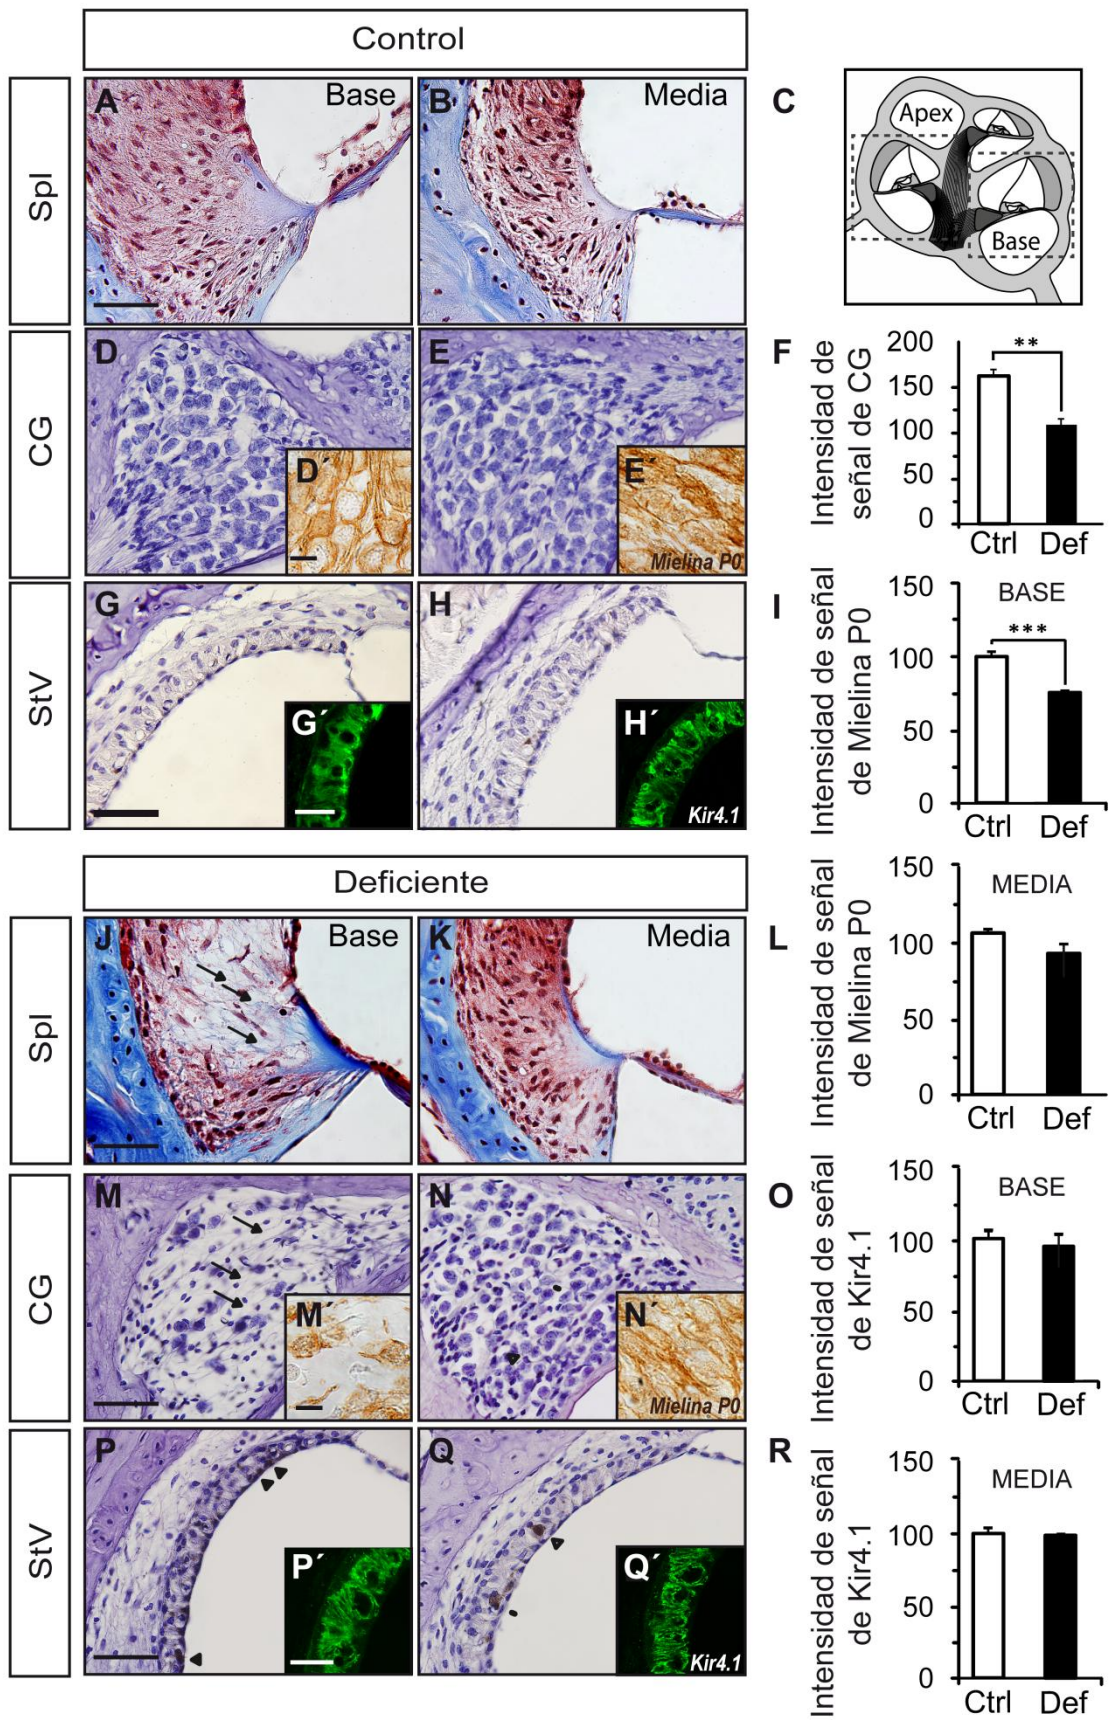 Control
Spl
A
Base
B
Media
C
Apex
Base
CG
D
D´
E
E´
Mielina P0
F
Intensidad de
señal de CG
200
150
100
50
0
**
Ctrl
Def
StV
G
G´
H
H´
Kir4.1
I
Intensidad de señal
de Mielina P0
150
100
50
0
BASE
***
Ctrl
Def
Deficiente
Spl
J
Base
K
Media
L
Intensidad de señal
de Mielina P0
150
100
50
0
MEDIA
Ctrl
Def
CG
M
M´
N
N´
Mielina P0
O
Intensidad de señal
de Kir4.1
150
100
50
0
BASE
Ctrl
Def
StV
P
P´
Q
Q´
Kir4.1
R
Intensidad de señal
de Kir4.1
150
100
50
0
MEDIA
Ctrl
Def